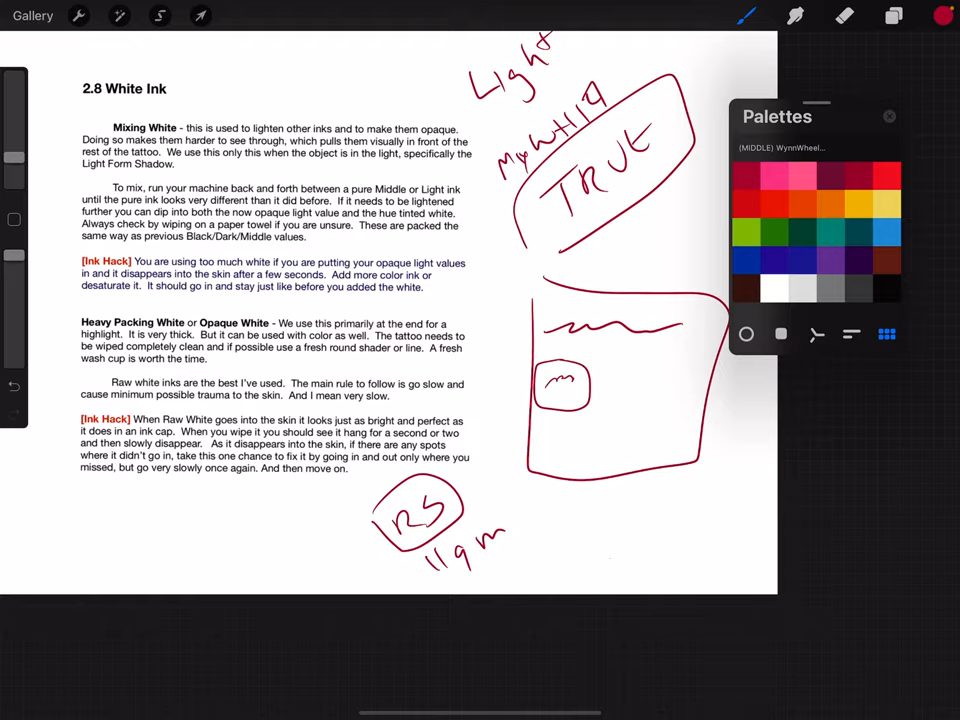 Gallery
Light
2.8 White Ink
Palettes
Mixing White - this is used to lighten other inks and to make them opaque.
Doing so makes them harder to see through, which pulls them visually in front of the
rest of the tattoo.  We use this only this when the object is in the light, specifically the
Light Form Shadow.
(MIDDLE) WynnWheel...
TRUE
To mix, run your machine back and forth between a pure Middle or Light ink
until the pure ink looks very different than it did before.  If it needs to be lightened
further you can dip into both the now opaque light value and the hue tinted white.
Always check by wiping on a paper towel if you are unsure.  These are packed the
same way as previous Black/Dark/Middle values.
[Ink Hack] You are using too much white if you are putting your opaque light values
in and it disappears into the skin after a few seconds.  Add more color ink or
desaturate it.  It should go in and stay just like before you added the white.
Heavy Packing White or Opaque White - We use this primarily at the end for a
highlight.  It is very thick.  But it can be used with color as well.  The tattoo needs to
be wiped completely clean and if possible use a fresh round shader or line.  A fresh
wash cup is worth the time.
Raw white inks are the best I've used.  The main rule to follow is go slow and
cause minimum possible trauma to the skin.  And I mean very slow.
[Ink Hack] When Raw White goes into the skin it looks just as bright and perfect as
it does in an ink cap.  When you wipe it you should see it hang for a second or two
and then slowly disappear.   As it disappears into the skin, if there are any spots
where it didn't go in, take this one chance to fix it by going in and out only where you
missed, but go very slowly once again. And then move on.
RS